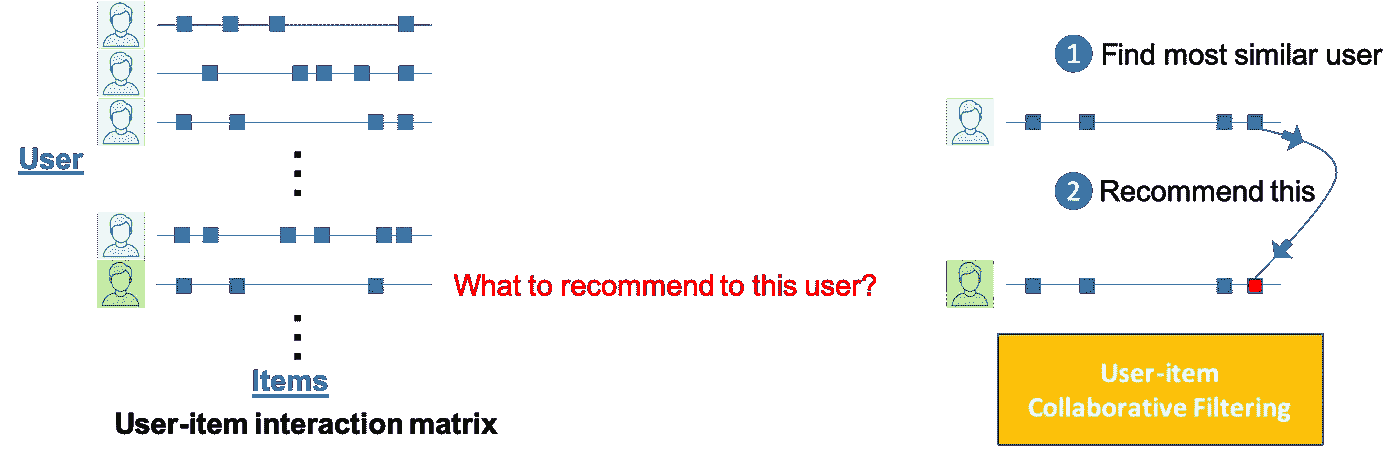 User
What to recommend to this user?
Items
User-item interaction matrix
1 Find most similar user
2 Recommend this
User-item
Collaborative Filtering